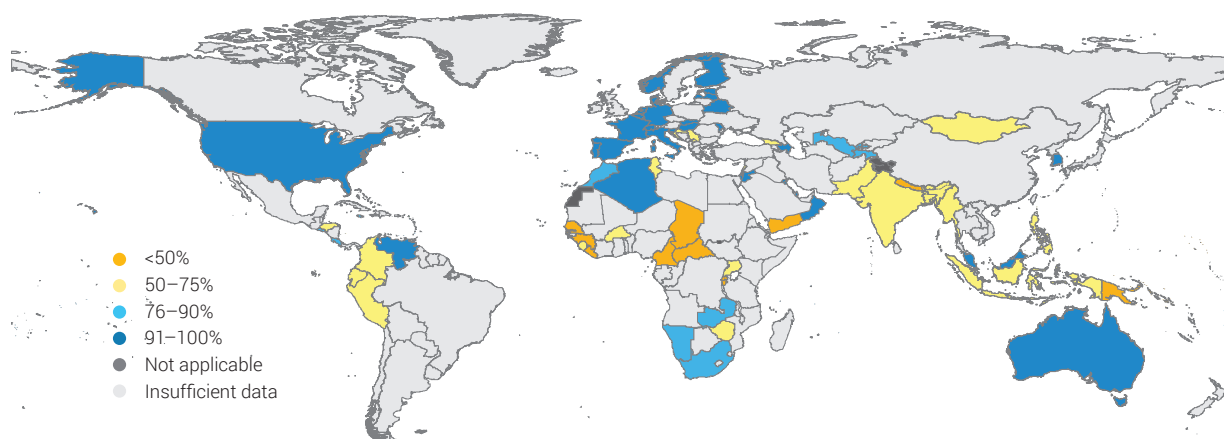 <50%
50–75%
76–90%
91–100%
Not applicable
Insufficient data